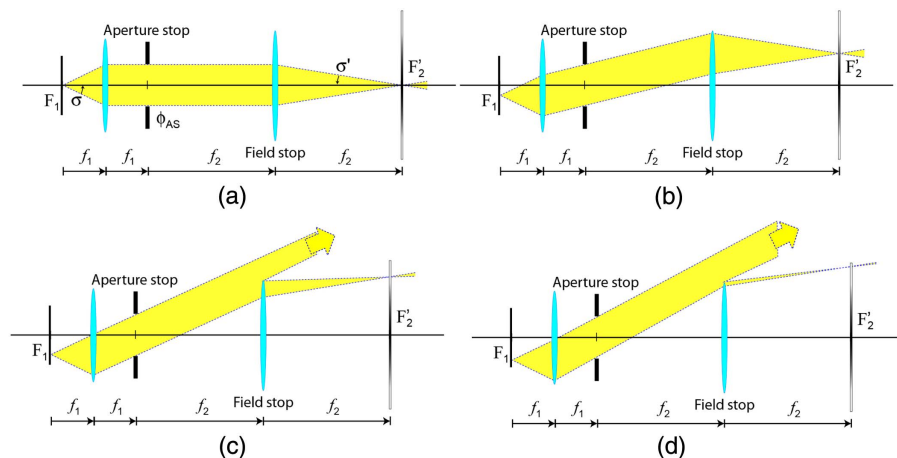 Aperture stop
F₁
σ
σ'
F'₂
ϕAS
Field stop
f₁ f₁ f₂ f₂
(a)
Aperture stop
F₁
F'₂
Field stop
f₁ f₁ f₂ f₂
(b)
Aperture stop
F₁
F'₂
Field stop
f₁ f₁ f₂ f₂
(c)
Aperture stop
F₁
F'₂
Field stop
f₁ f₁ f₂ f₂
(d)